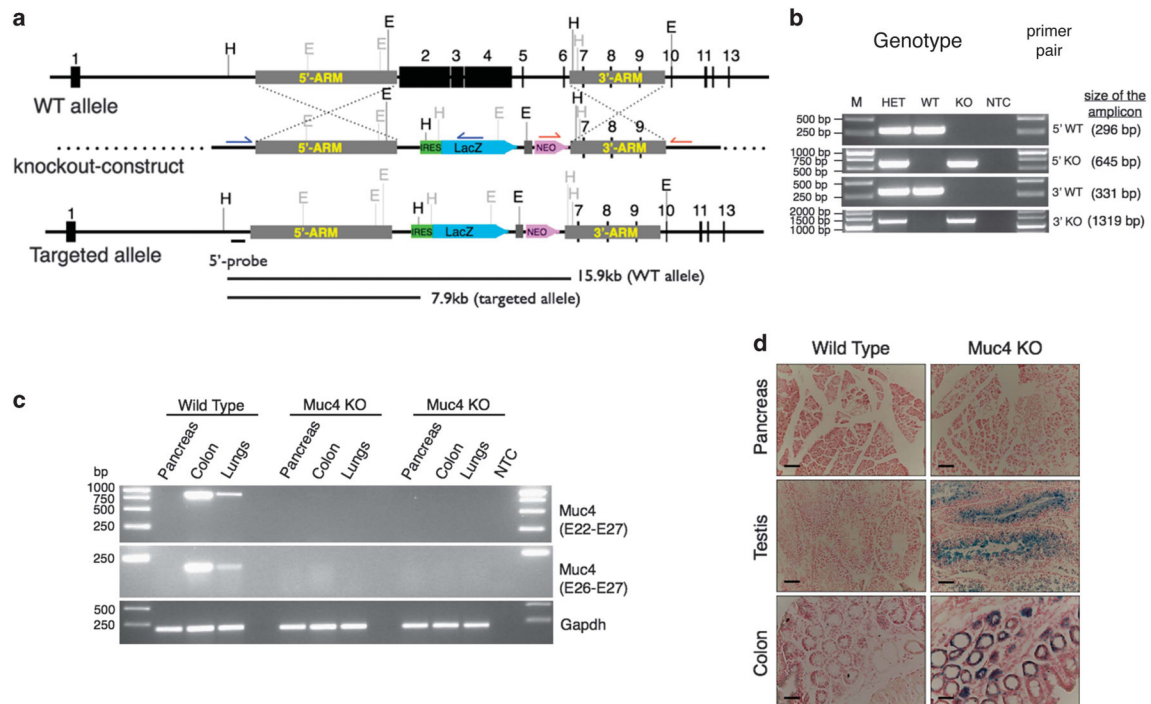 a
H E E E 1 2 3 4 5 6 H H 7 8 9 10 E 11 13
5'-ARM 3'-ARM
WT allele
E E E H H E E H H 7 8 9
5'-ARM IRES LacZ NEO 3'-ARM
knockout-construct
1 H E E E H H E E H H 7 8 9 10 E 11 13
5'-ARM IRES LacZ NEO 3'-ARM
Targeted allele
5'-probe
15.9kb (WT allele)
7.9kb (targeted allele)
b
Genotype
primer pair
M HET WT KO NTC
size of the amplicon
500 bp
250 bp
5' WT (296 bp)
1000 bp
750 bp
500 bp
5' KO (645 bp)
500 bp
250 bp
3' WT (331 bp)
2000 bp
1500 bp
1000 bp
3' KO (1319 bp)
c
Wild Type Muc4 KO Muc4 KO
Pancreas Colon Lungs Pancreas Colon Lungs Pancreas Colon Lungs NTC
bp
1000
750
500
250
Muc4
(E22-E27)
250
Muc4
(E26-E27)
500
250
Gapdh
d
Wild Type Muc4 KO
Pancreas
Testis
Colon